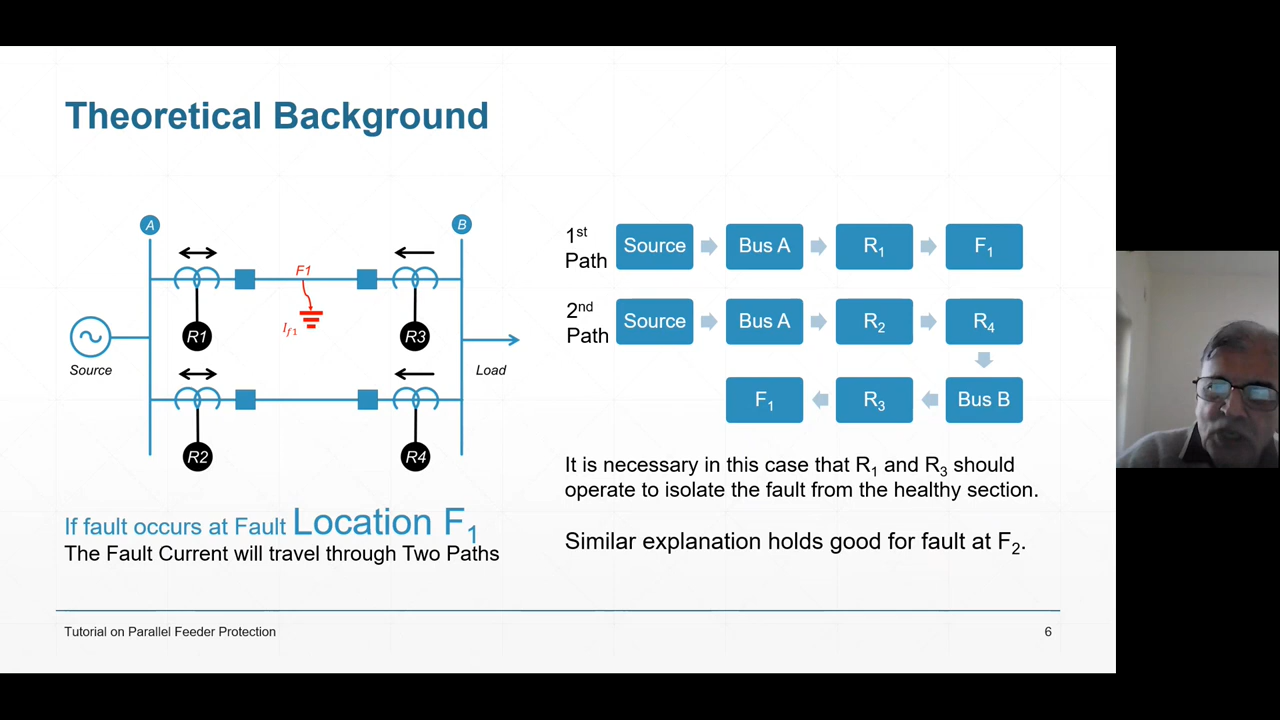 Theoretical Background
A
B
F1
I_f1
R1
R3
Source
Load
R2
R4
If fault occurs at Fault Location F₁
The Fault Current will travel through Two Paths
1st Path
Source
Bus A
R₁
F₁
2nd Path
Source
Bus A
R₂
R₄
Bus B
R₃
F₁
It is necessary in this case that R₁ and R₃ should
operate to isolate the fault from the healthy section.
Similar explanation holds good for fault at F₂.
Tutorial on Parallel Feeder Protection
6